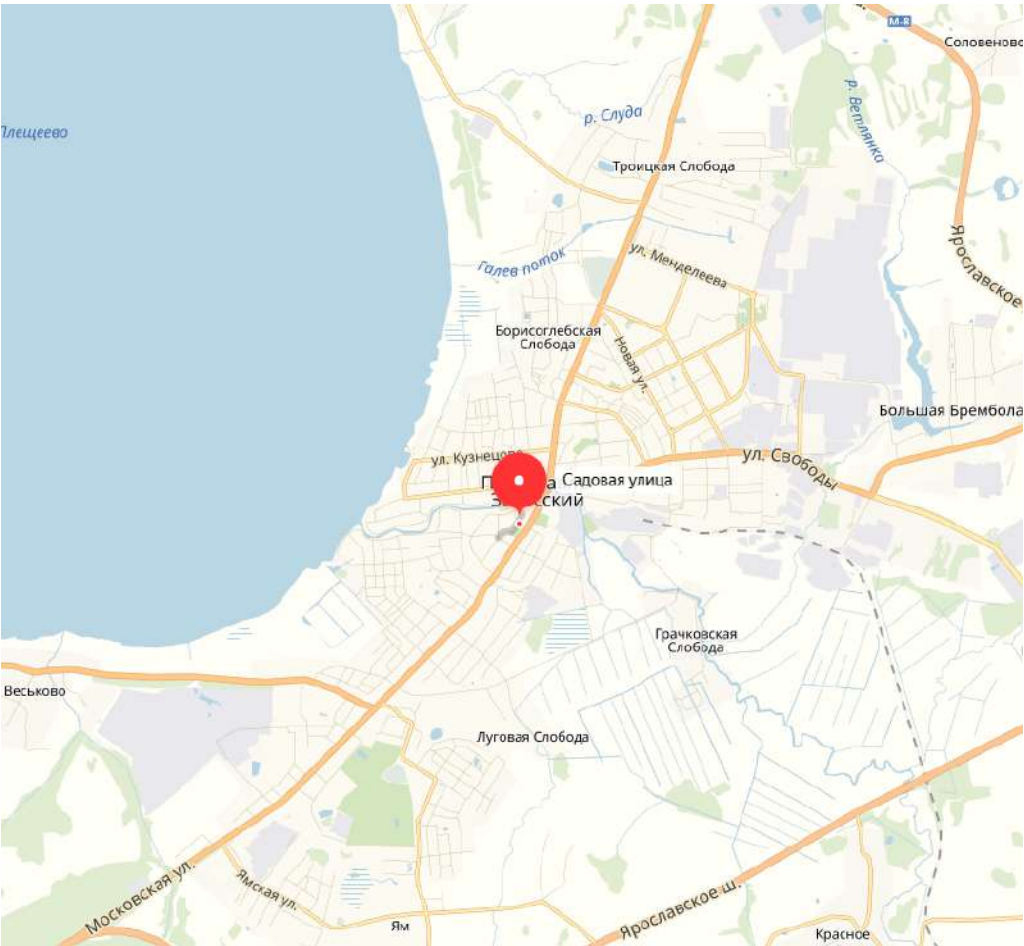 М-8
Соловеново
Плещеево
р. Слуда
р. Ветлянка
Троицкая Слобода
ул. Менделеева
Ярославское
Галев поток
Борисоглебская
Слобода
Новая ул.
Большая Брембола
ул. Кузнецова
ул. Свободы
Садовая улица
Грачковская
Слобода
Веськово
Луговая Слобода
Московская ул.
Ямская ул.
Ям
Ярославское ш.
Красное